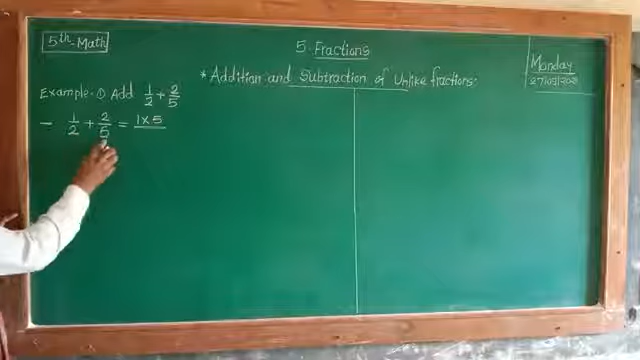 5th-Math
5. Fractions
Monday
* Addition and Subtraction of Unlike fractions:
Example-① Add 1/2 + 2/5
- 1/2 + 2/5 = 1×5